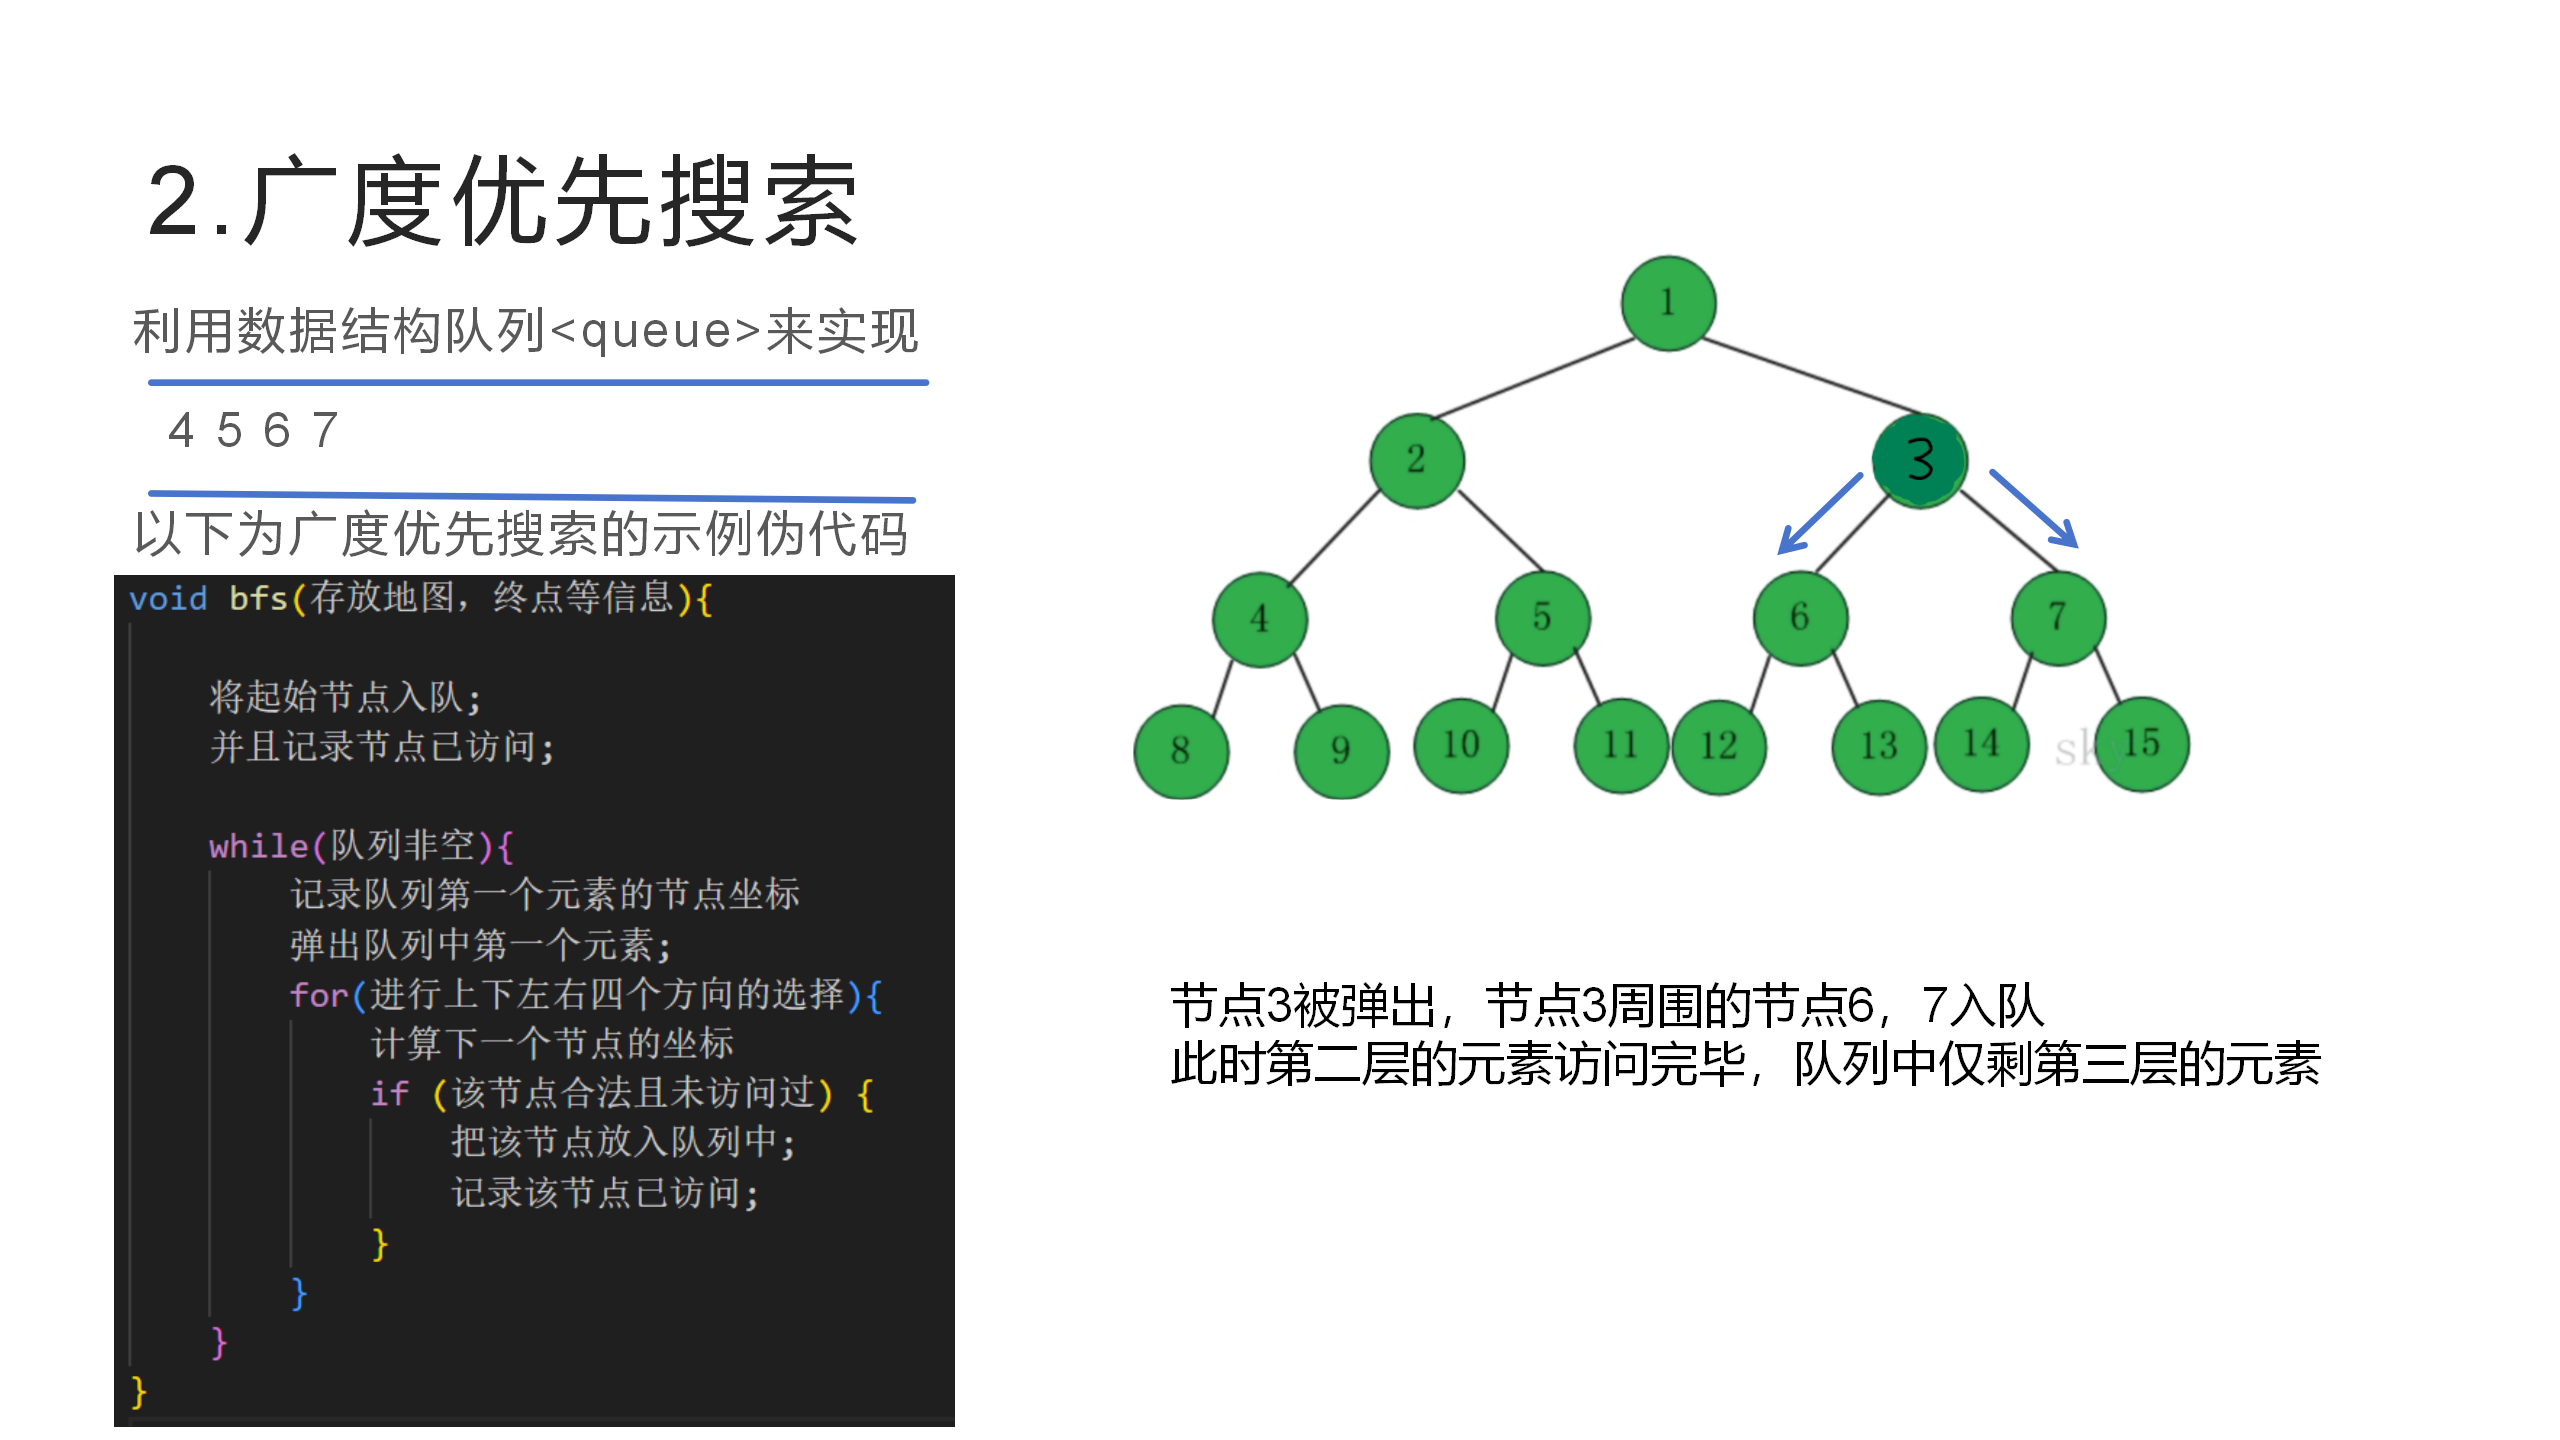 2.广度优先搜索
利用数据结构队列<queue>来实现
4 5 6 7
以下为广度优先搜索的示例伪代码
void bfs(存放地图，终点等信息){
将起始节点入队;
并且记录节点已访问;
while(队列非空){
记录队列第一个元素的节点坐标
弹出队列中第一个元素;
for(进行上下左右四个方向的选择){
计算下一个节点的坐标
if (该节点合法且未访问过) {
把该节点放入队列中;
记录该节点已访问;
}
}
}
}
1
2 3
4 5 6 7
8 9 10 11 12 13 14 sky 15
节点3被弹出，节点3周围的节点6，7入队
此时第二层的元素访问完毕，队列中仅剩第三层的元素